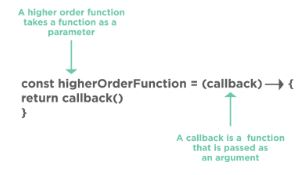 A higher order function
takes a function as a
parameter
const higherOrderFunction = (callback) → {
return callback()
}
A callback is a function
that is passed as
an argument